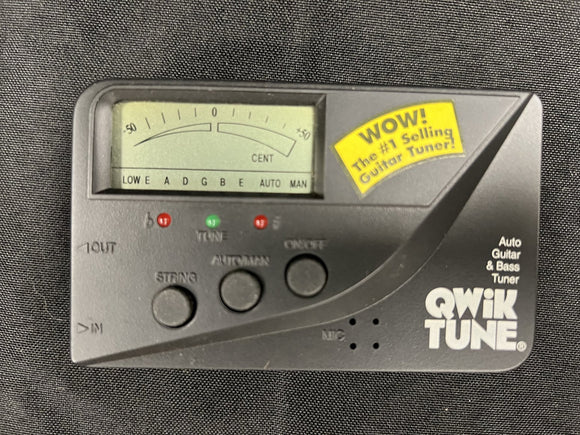 -50 0 +50
CENT
LOW E A D G B E AUTO MAN
WOW!
The #1 Selling
Guitar Tuner!
♭ TUNE ♯
◁OUT
STRING AUTO/MAN ON/OFF
▷IN
MIC
Auto
Guitar
& Bass
Tuner
QWiK
TUNE®